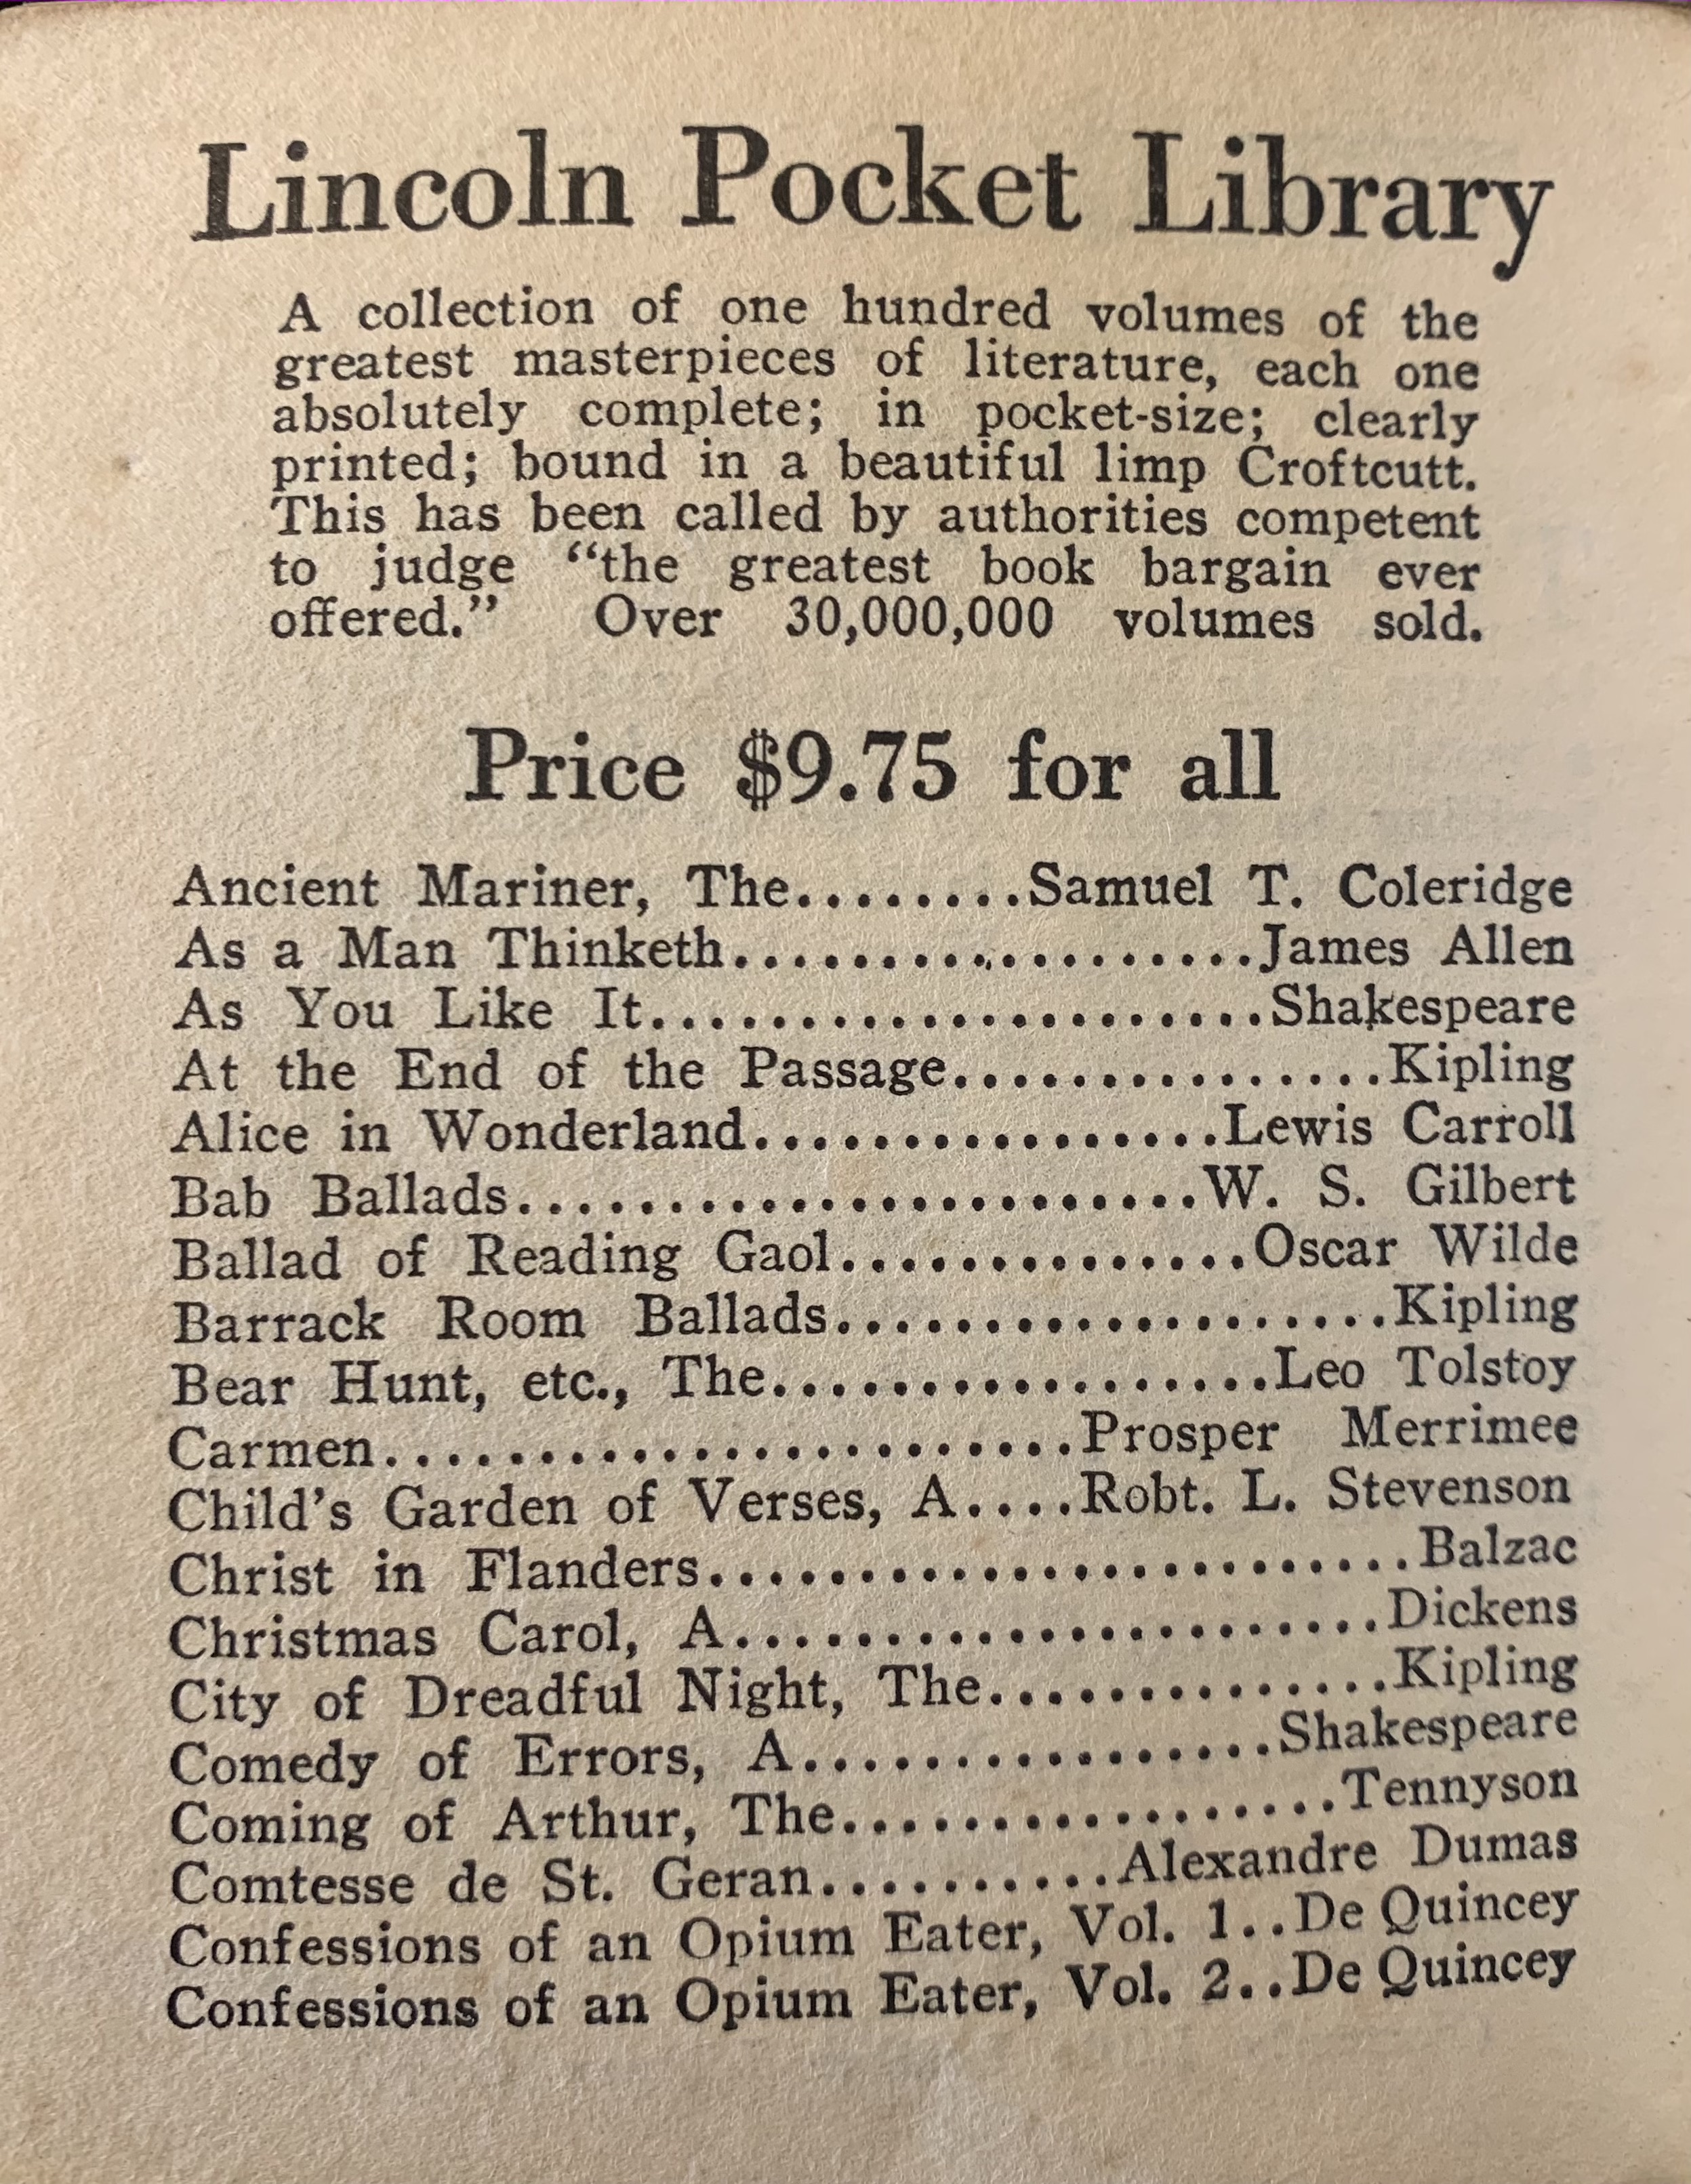 Lincoln Pocket Library
A collection of one hundred volumes of the
greatest masterpieces of literature, each one
absolutely complete; in pocket-size; clearly
printed; bound in a beautiful limp Croftcutt.
This has been called by authorities competent
to judge “the greatest book bargain ever
offered.” Over 30,000,000 volumes sold.
Price $9.75 for all
Ancient Mariner, The........Samuel T. Coleridge
As a Man Thinketh..................James Allen
As You Like It.....................Shakespeare
At the End of the Passage...............Kipling
Alice in Wonderland................Lewis Carroll
Bab Ballads.......................W. S. Gilbert
Ballad of Reading Gaol..............Oscar Wilde
Barrack Room Ballads...................Kipling
Bear Hunt, etc., The.................Leo Tolstoy
Carmen.......................Prosper Merrimee
Child's Garden of Verses, A....Robt. L. Stevenson
Christ in Flanders.......................Balzac
Christmas Carol, A......................Dickens
City of Dreadful Night, The..............Kipling
Comedy of Errors, A................Shakespeare
Coming of Arthur, The.................Tennyson
Comtesse de St. Geran..........Alexandre Dumas
Confessions of an Opium Eater, Vol. 1..De Quincey
Confessions of an Opium Eater, Vol. 2..De Quincey